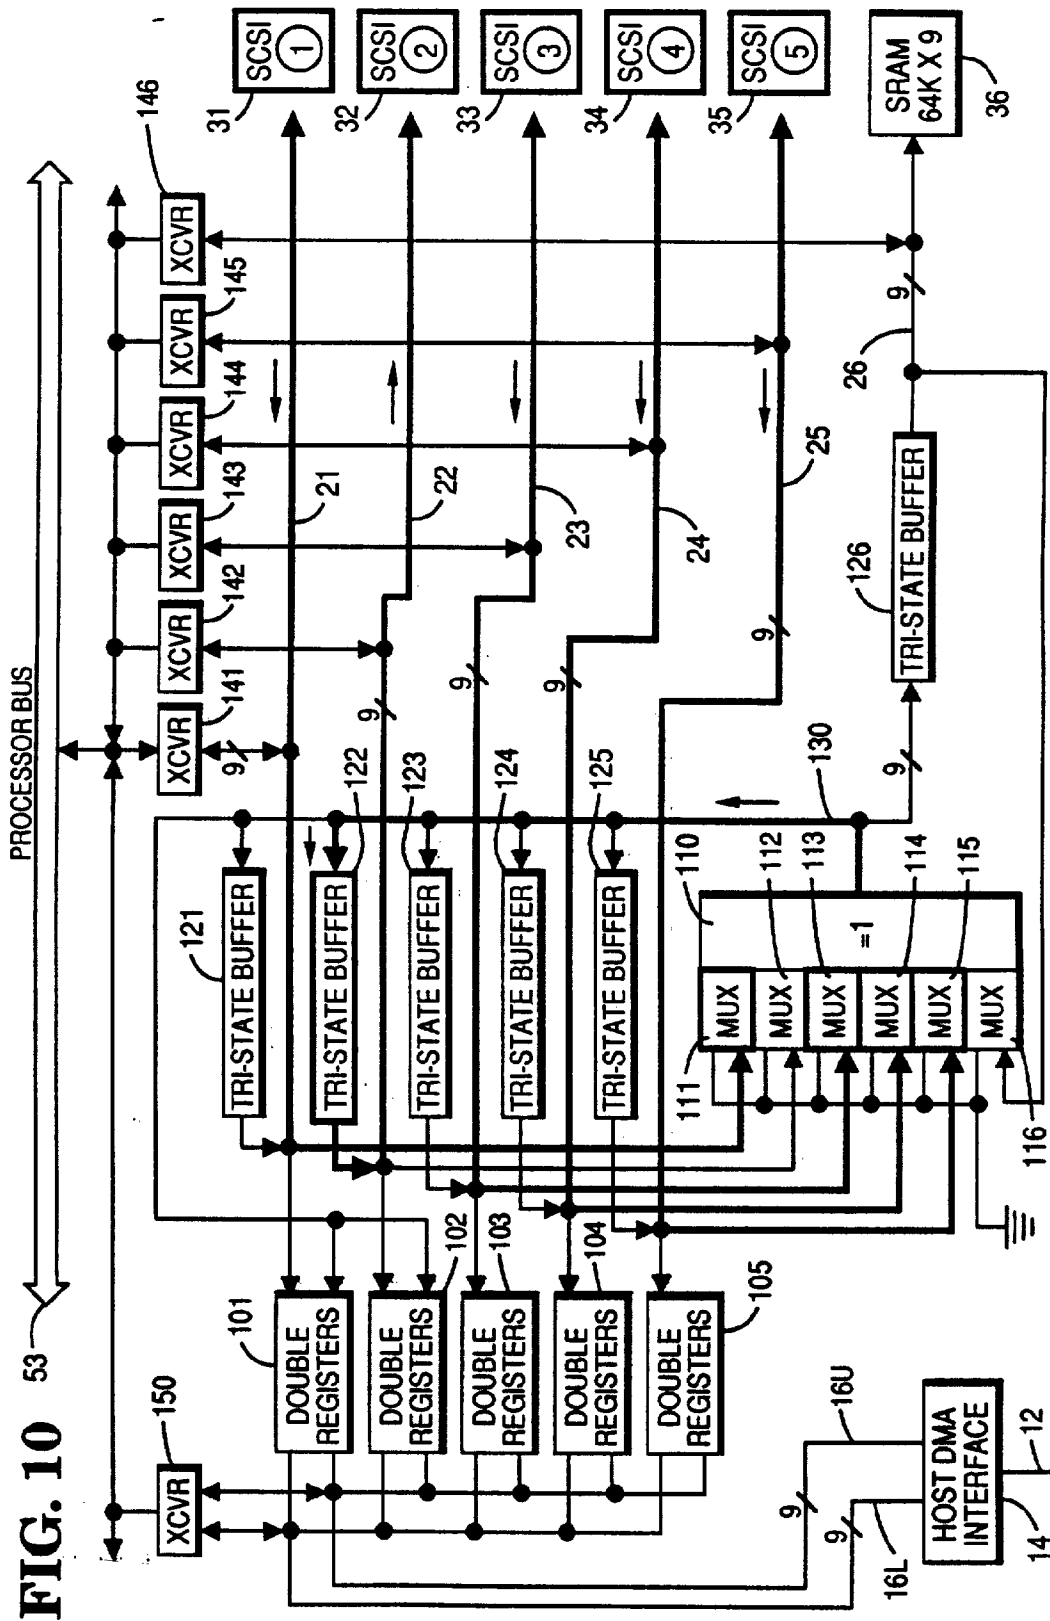 FIG. 10
53
PROCESSOR BUS
150
XCVR
XCVR
141
XCVR
142
XCVR
143
XCVR
144
XCVR
145
XCVR
146
9
101
DOUBLE
REGISTERS
DOUBLE
REGISTERS
102
DOUBLE
REGISTERS
103
DOUBLE
REGISTERS
104
DOUBLE
REGISTERS
105
121
TRI-STATE BUFFER
TRI-STATE BUFFER
122
TRI-STATE BUFFER
123
TRI-STATE BUFFER
124
TRI-STATE BUFFER
125
21
22
23
24
25
9
9
9
9
31
SCSI
1
32
SCSI
2
33
SCSI
3
34
SCSI
4
35
SCSI
5
130
110
111
MUX
MUX
112
MUX
113
MUX
114
MUX
115
MUX
116
=1
9
126
TRI-STATE BUFFER
26
9
SRAM
64K X 9
36
16U
9
9
16L
HOST DMA
INTERFACE
14
12